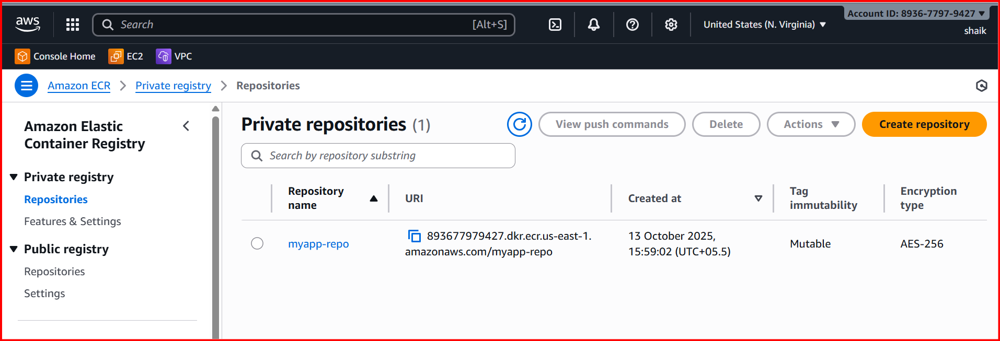 aws
Search
[Alt+S]
United States (N. Virginia)
Account ID: 8936-7797-9427
shaik
Console Home
EC2
VPC
Amazon ECR
Private registry
Repositories
Amazon Elastic
Container Registry
Private registry
Repositories
Features & Settings
Public registry
Repositories
Settings
Private repositories (1)
View push commands
Delete
Actions
Create repository
Search by repository substring
Repository
name
URI
Created at
Tag
immutability
Encryption
type
myapp-repo
893677979427.dkr.ecr.us-east-1.
amazonaws.com/myapp-repo
13 October 2025,
15:59:02 (UTC+05.5)
Mutable
AES-256